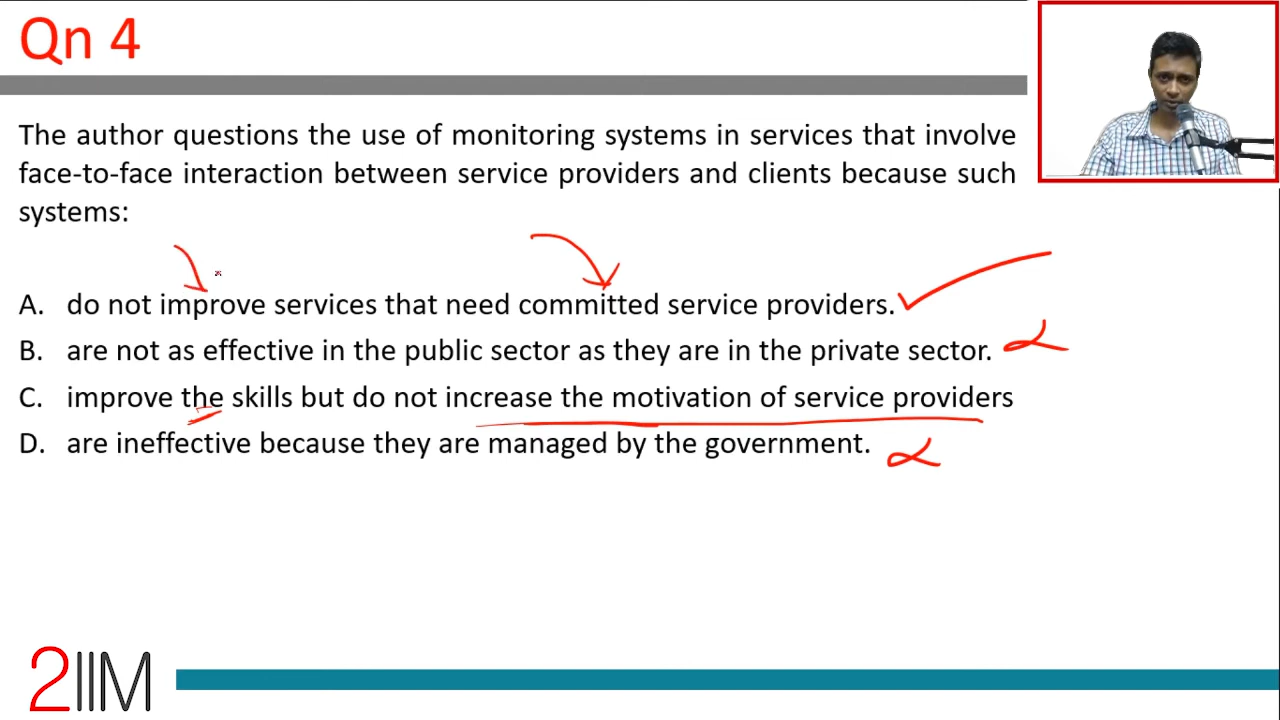 Qn 4
The author questions the use of monitoring systems in services that involve
face-to-face interaction between service providers and clients because such
systems:
A. do not improve services that need committed service providers.
B. are not as effective in the public sector as they are in the private sector.
C. improve the skills but do not increase the motivation of service providers
D. are ineffective because they are managed by the government.
2IIM